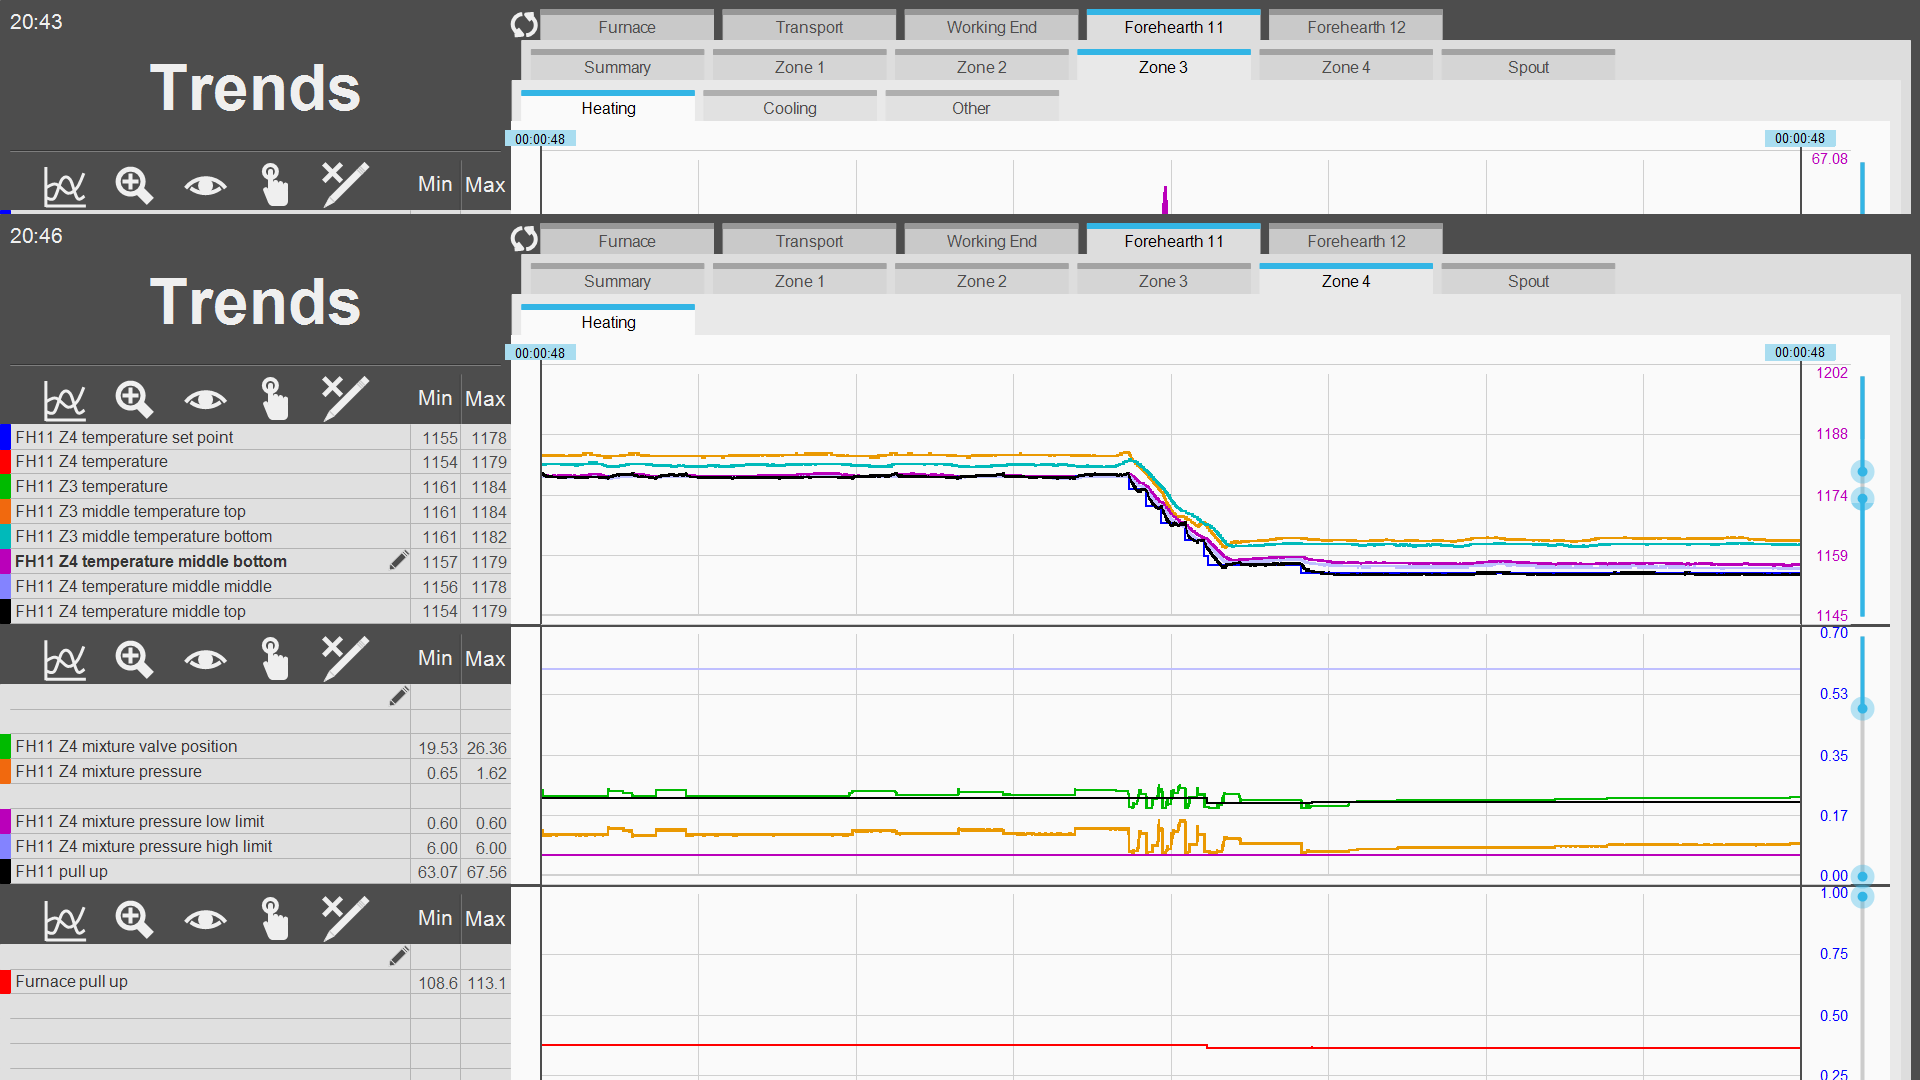 20:43
Furnace Transport Working End Forehearth 11 Forehearth 12
Trends
Summary Zone 1 Zone 2 Zone 3 Zone 4 Spout
Heating Cooling Other
00:00:48 00:00:48
67.08
Min Max
20:46
Furnace Transport Working End Forehearth 11 Forehearth 12
Trends
Summary Zone 1 Zone 2 Zone 3 Zone 4 Spout
Heating
00:00:48 00:00:48
Min Max
FH11 Z4 temperature set point 1155 1178
FH11 Z4 temperature 1154 1179
FH11 Z3 temperature 1161 1184
FH11 Z3 middle temperature top 1161 1184
FH11 Z3 middle temperature bottom 1161 1182
FH11 Z4 temperature middle bottom 1157 1179
FH11 Z4 temperature middle middle 1156 1178
FH11 Z4 temperature middle top 1154 1179
1202
1188
1174
1159
1145
Min Max
FH11 Z4 mixture valve position 19.53 26.36
FH11 Z4 mixture pressure 0.65 1.62
FH11 Z4 mixture pressure low limit 0.60 0.60
FH11 Z4 mixture pressure high limit 6.00 6.00
FH11 pull up 63.07 67.56
0.70
0.53
0.35
0.17
0.00
Min Max
Furnace pull up 108.6 113.1
1.00
0.75
0.50
0.25